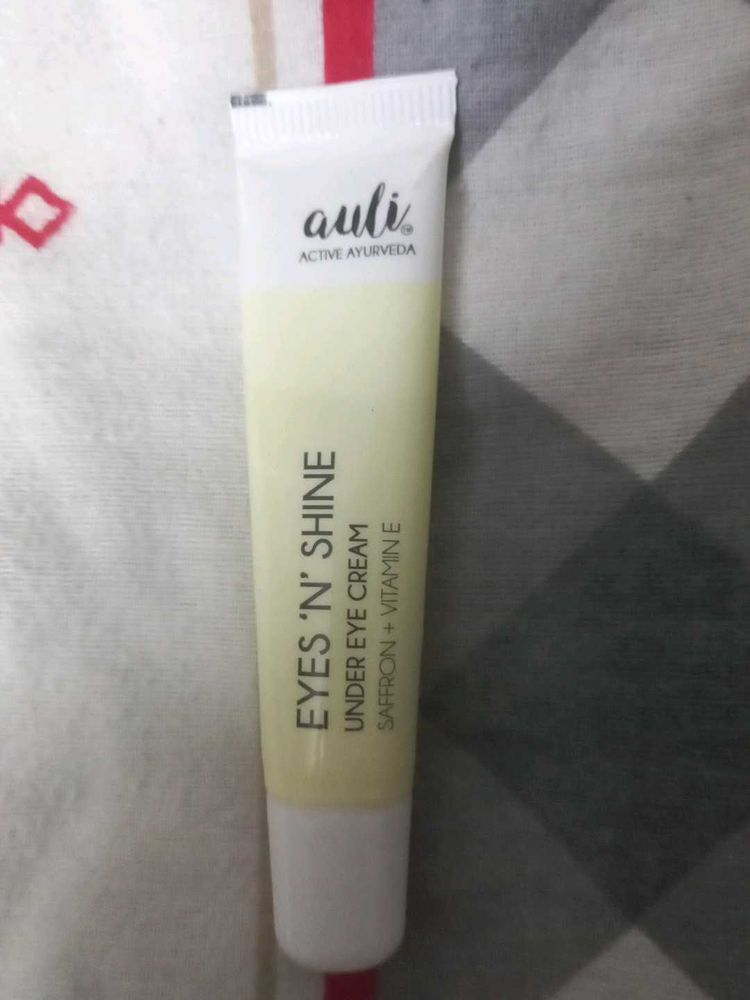 auli
ACTIVE AYURVEDA
EYES 'N' SHINE
UNDER EYE CREAM
SAFFRON + VITAMIN E